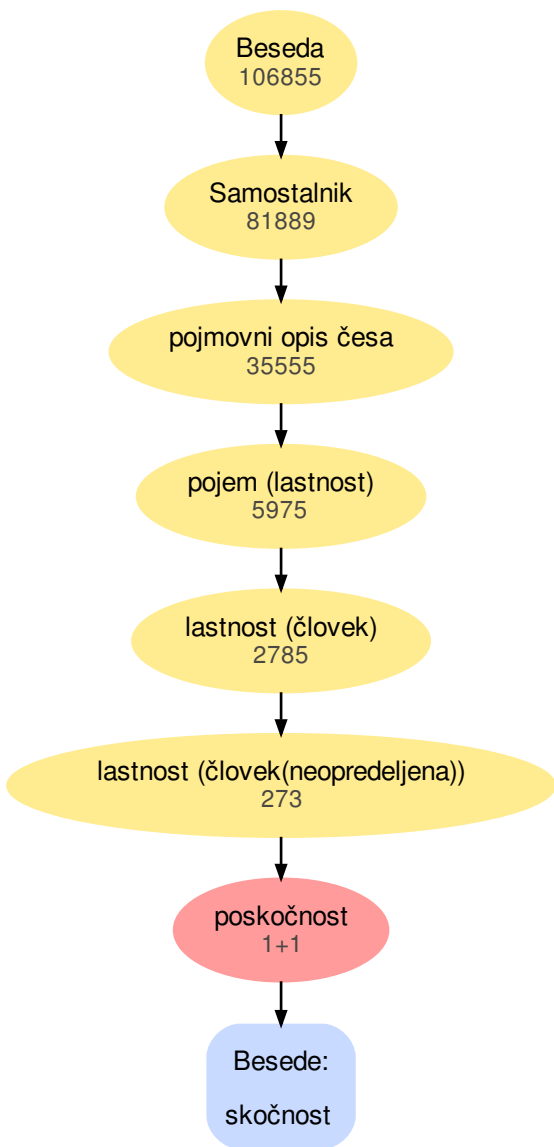 Beseda
106855
Samostalnik
81889
pojmovni opis česa
35555
pojem (lastnost)
5975
lastnost (človek)
2785
lastnost (človek(neopredeljena))
273
poskočnost
1+1
Besede:
skočnost